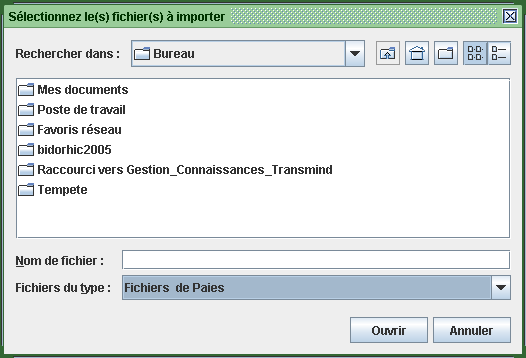 Sélectionnez le(s) fichier(s) à importer
Rechercher dans : Bureau
Mes documents
Poste de travail
Favoris réseau
bidorhic2005
Raccourci vers Gestion_Connaissances_Transmind
Tempete
Nom de fichier :
Fichiers du type : Fichiers de Paies
Ouvrir Annuler